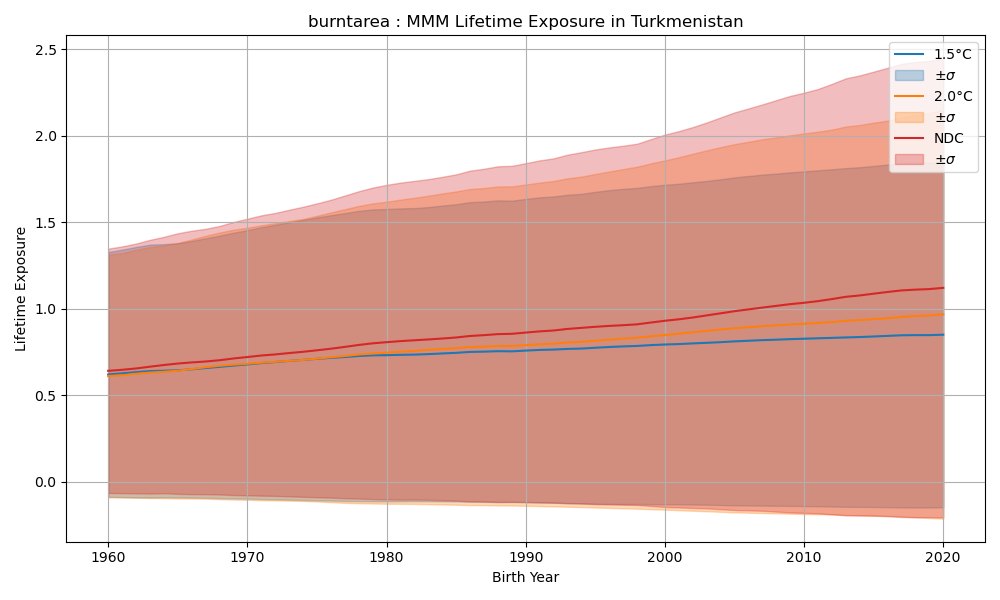 burntarea : MMM Lifetime Exposure in Turkmenistan
2.5
2.0
1.5
1.0
0.5
0.0
Lifetime Exposure
1960
1970
1980
1990
2000
2010
2020
Birth Year
1.5°C
±σ
2.0°C
±σ
NDC
±σ